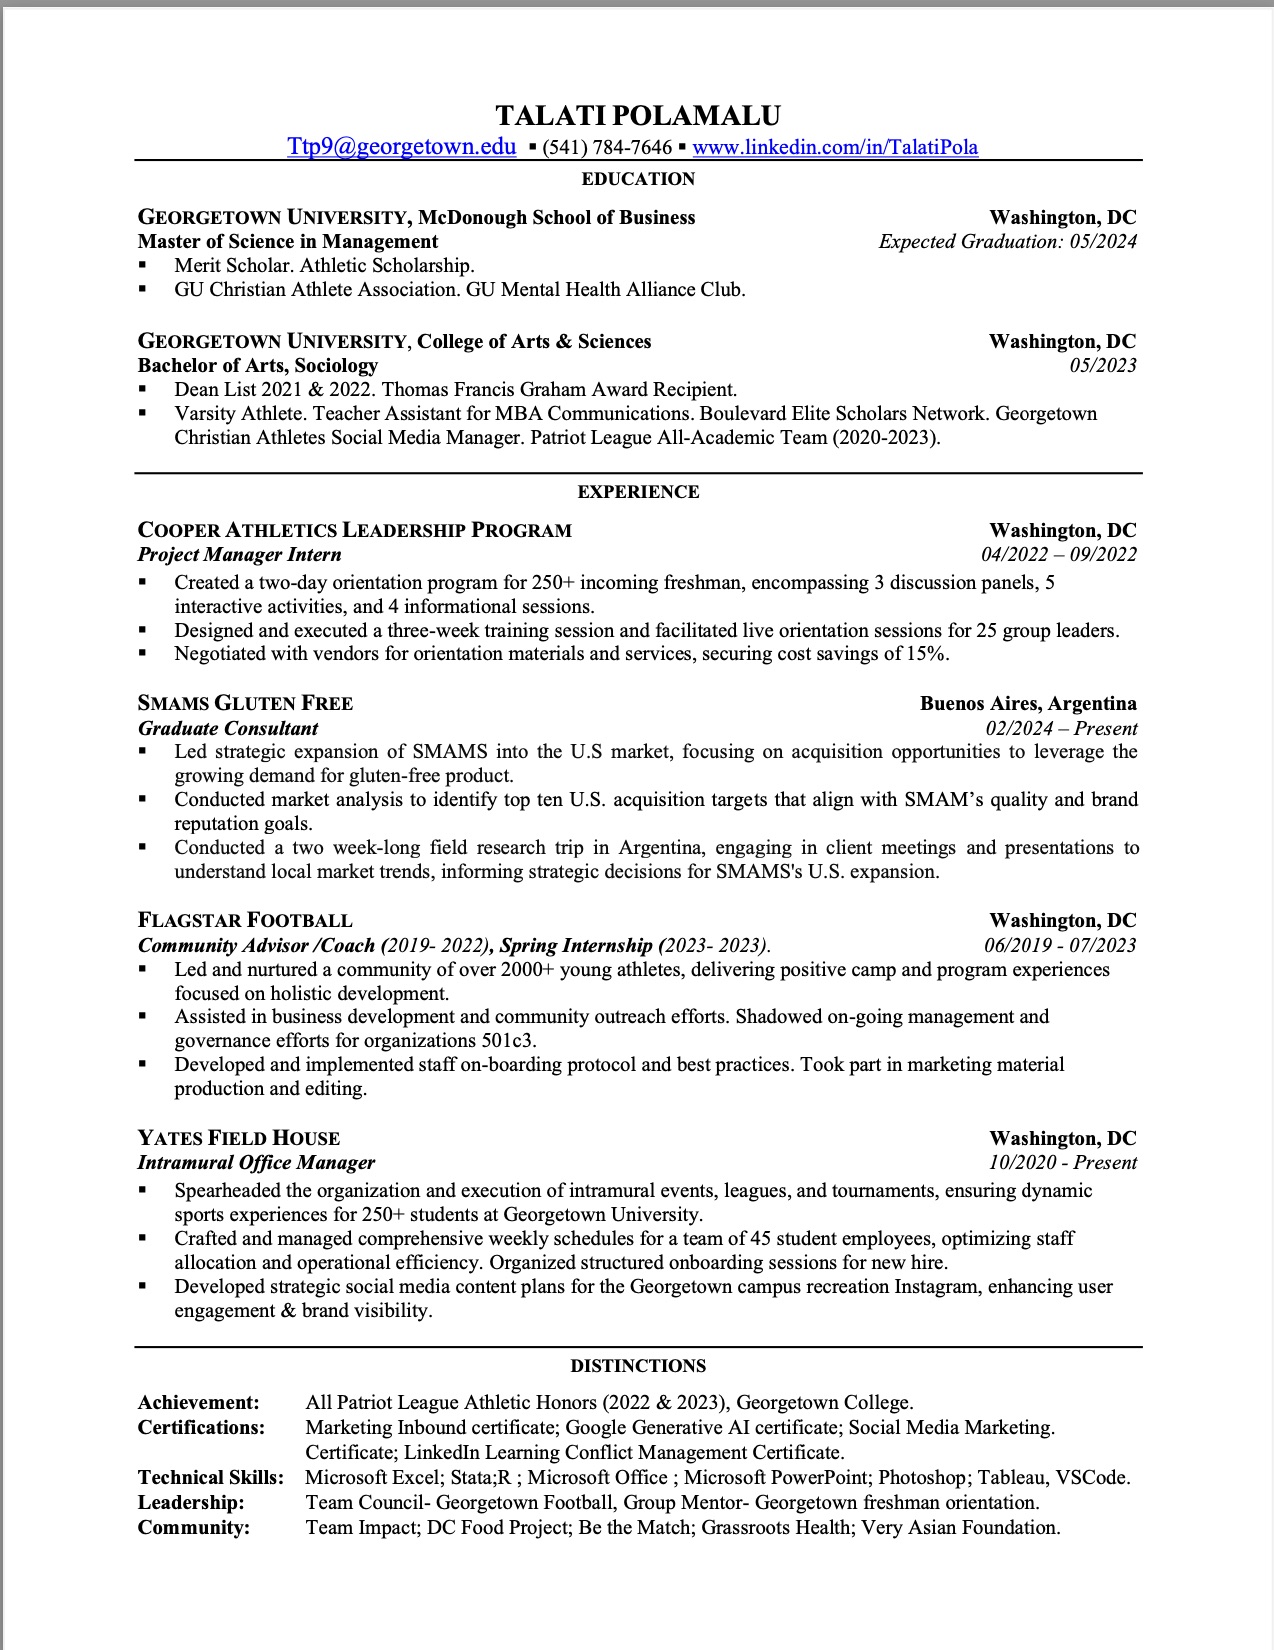 TALATI POLAMALU
Ttp9@georgetown.edu ▪ (541) 784-7646 ▪ www.linkedin.com/in/TalatiPola
EDUCATION
GEORGETOWN UNIVERSITY, McDonough School of Business Washington, DC
Master of Science in Management Expected Graduation: 05/2024
▪ Merit Scholar. Athletic Scholarship.
▪ GU Christian Athlete Association. GU Mental Health Alliance Club.
GEORGETOWN UNIVERSITY, College of Arts & Sciences Washington, DC
Bachelor of Arts, Sociology 05/2023
▪ Dean List 2021 & 2022. Thomas Francis Graham Award Recipient.
▪ Varsity Athlete. Teacher Assistant for MBA Communications. Boulevard Elite Scholars Network. Georgetown
Christian Athletes Social Media Manager. Patriot League All-Academic Team (2020-2023).
EXPERIENCE
COOPER ATHLETICS LEADERSHIP PROGRAM Washington, DC
Project Manager Intern 04/2022 – 09/2022
▪ Created a two-day orientation program for 250+ incoming freshman, encompassing 3 discussion panels, 5
interactive activities, and 4 informational sessions.
▪ Designed and executed a three-week training session and facilitated live orientation sessions for 25 group leaders.
▪ Negotiated with vendors for orientation materials and services, securing cost savings of 15%.
SMAMS GLUTEN FREE Buenos Aires, Argentina
Graduate Consultant 02/2024 – Present
▪ Led strategic expansion of SMAMS into the U.S market, focusing on acquisition opportunities to leverage the
growing demand for gluten-free product.
▪ Conducted market analysis to identify top ten U.S. acquisition targets that align with SMAM’s quality and brand
reputation goals.
▪ Conducted a two week-long field research trip in Argentina, engaging in client meetings and presentations to
understand local market trends, informing strategic decisions for SMAMS's U.S. expansion.
FLAGSTAR FOOTBALL Washington, DC
Community Advisor /Coach (2019- 2022), Spring Internship (2023- 2023). 06/2019 - 07/2023
▪ Led and nurtured a community of over 2000+ young athletes, delivering positive camp and program experiences
focused on holistic development.
▪ Assisted in business development and community outreach efforts. Shadowed on-going management and
governance efforts for organizations 501c3.
▪ Developed and implemented staff on-boarding protocol and best practices. Took part in marketing material
production and editing.
YATES FIELD HOUSE Washington, DC
Intramural Office Manager 10/2020 - Present
▪ Spearheaded the organization and execution of intramural events, leagues, and tournaments, ensuring dynamic
sports experiences for 250+ students at Georgetown University.
▪ Crafted and managed comprehensive weekly schedules for a team of 45 student employees, optimizing staff
allocation and operational efficiency. Organized structured onboarding sessions for new hire.
▪ Developed strategic social media content plans for the Georgetown campus recreation Instagram, enhancing user
engagement & brand visibility.
DISTINCTIONS
Achievement: All Patriot League Athletic Honors (2022 & 2023), Georgetown College.
Certifications: Marketing Inbound certificate; Google Generative AI certificate; Social Media Marketing.
Certificate; LinkedIn Learning Conflict Management Certificate.
Technical Skills: Microsoft Excel; Stata;R ; Microsoft Office ; Microsoft PowerPoint; Photoshop; Tableau, VSCode.
Leadership: Team Council- Georgetown Football, Group Mentor- Georgetown freshman orientation.
Community: Team Impact; DC Food Project; Be the Match; Grassroots Health; Very Asian Foundation.